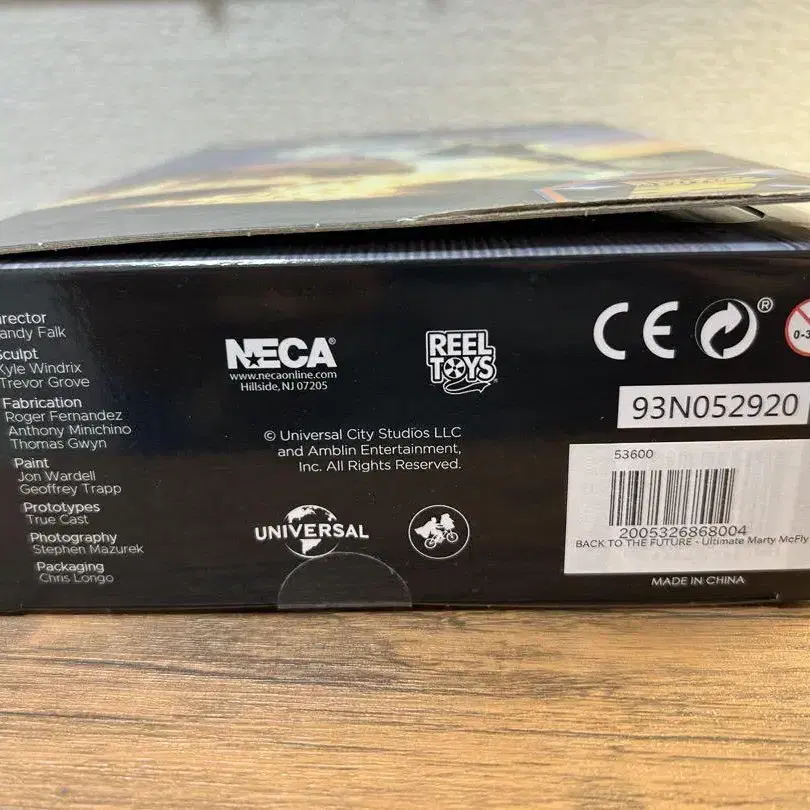 irector
andy Falk
Sculpt
Kyle Windrix
Trevor Grove
Fabrication
Roger Fernandez
Anthony Minichino
Thomas Gwyn
Paint
Jon Wardell
Geoffrey Trapp
Prototypes
True Cast
Photography
Stephen Mazurek
Packaging
Chris Longo
NECA®
www.necaonline.com
Hillside, NJ 07205
REEL
TOYS
© Universal City Studios LLC
and Amblin Entertainment,
Inc. All Rights Reserved.
UNIVERSAL
CE
®
0-3
93N052920
53600
2005326868004
BACK TO THE FUTURE - Ultimate Marty McFly
MADE IN CHINA